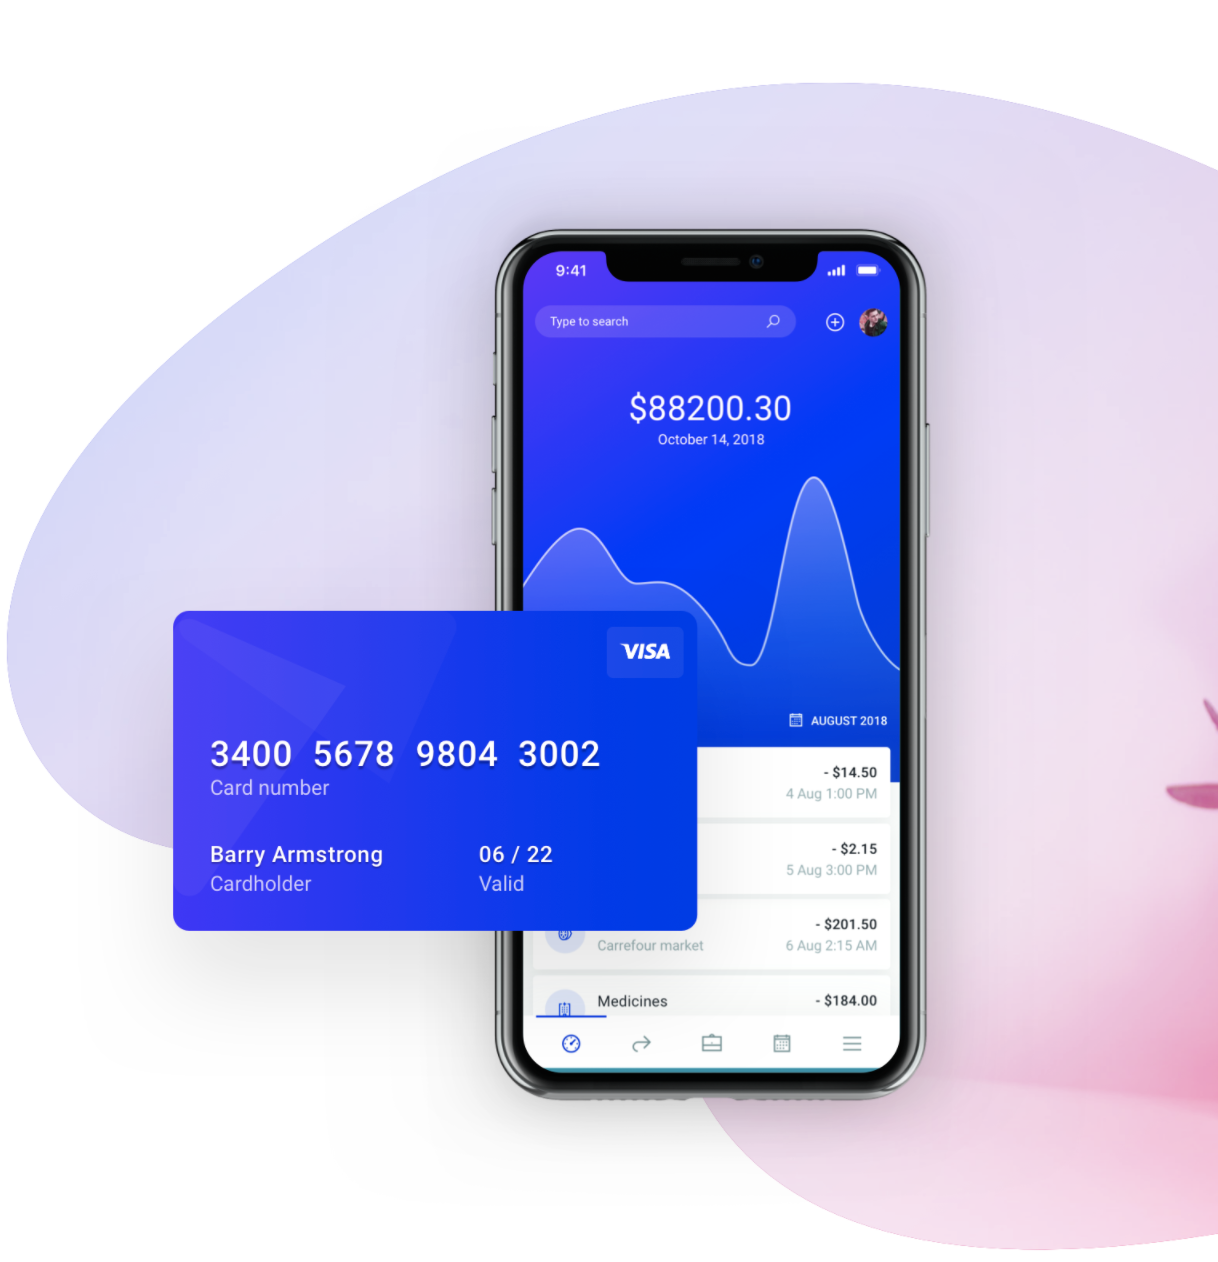 9:41
Type to search
$88200.30
October 14, 2018
VISA
3400 5678 9804 3002
Card number
Barry Armstrong 06 / 22
Cardholder Valid
AUGUST 2018
- $14.50
4 Aug 1:00 PM
- $2.15
5 Aug 3:00 PM
- $201.50
Carrefour market 6 Aug 2:15 AM
Medicines - $184.00